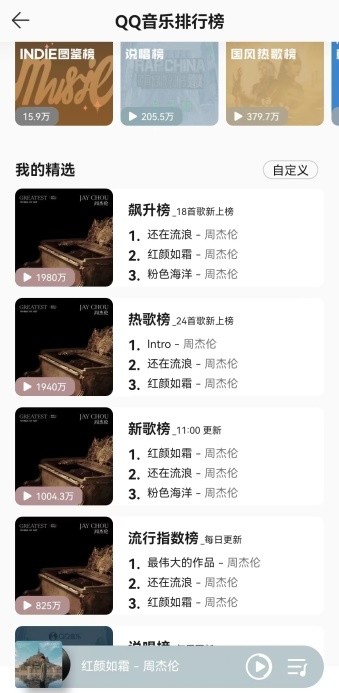 QQ音乐排行榜
INDIE图鉴榜
说唱榜
国风热歌榜
15.9万
205.5万
379.7万
我的精选
自定义
GREATEST
JAY CHOU
周杰伦
1980万
飙升榜_18首歌新上榜
1. 还在流浪 - 周杰伦
2. 红颜如霜 - 周杰伦
3. 粉色海洋 - 周杰伦
GREATEST
JAY CHOU
周杰伦
1940万
热歌榜_24首歌新上榜
1. Intro - 周杰伦
2. 还在流浪 - 周杰伦
3. 红颜如霜 - 周杰伦
GREATEST
JAY CHOU
周杰伦
1004.3万
新歌榜_11:00 更新
1. 红颜如霜 - 周杰伦
2. 还在流浪 - 周杰伦
3. 粉色海洋 - 周杰伦
GREATEST
JAY CHOU
周杰伦
825万
流行指数榜_每日更新
1. 最伟大的作品 - 周杰伦
2. 还在流浪 - 周杰伦
3. 红颜如霜 - 周杰伦
说唱榜
红颜如霜 - 周杰伦